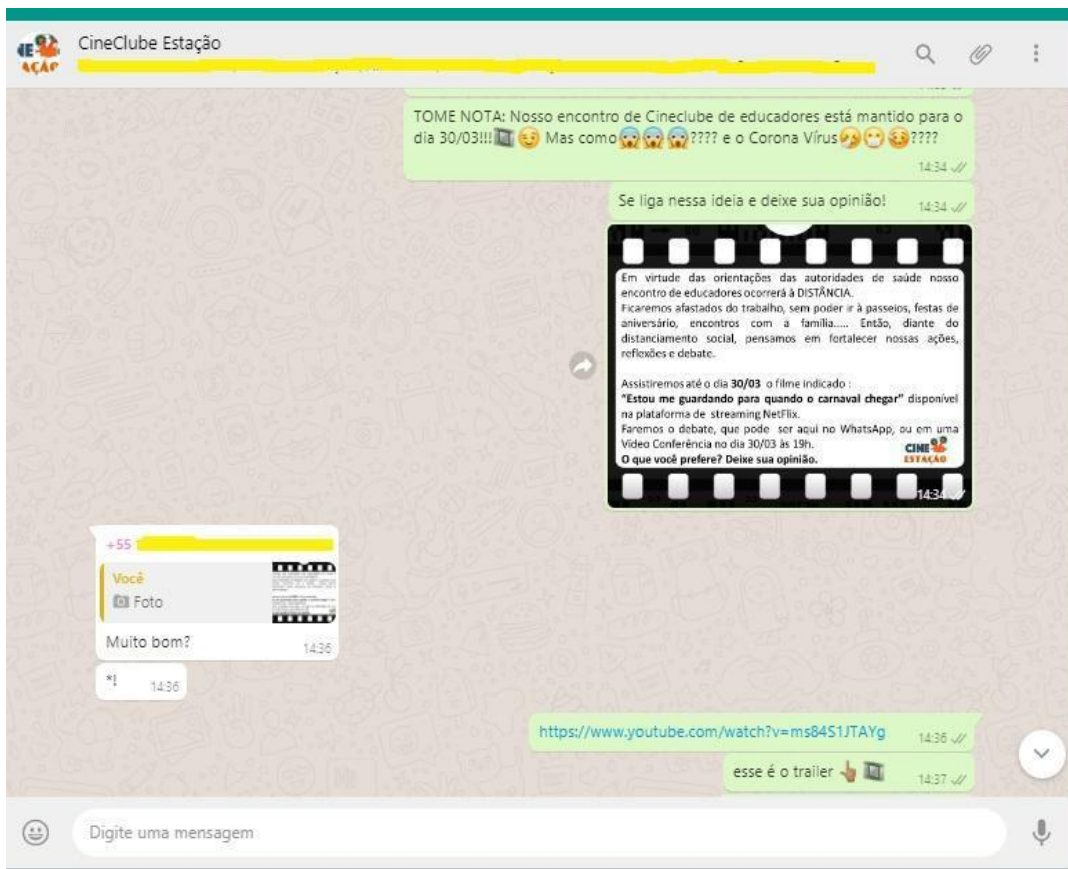 CineClube Estação
TOME NOTA: Nosso encontro de Cineclube de educadores está mantido para o
dia 30/03!!!🎞️😉 Mas como😱😱😱???? e o Corona Vírus🤧😷🤒????
14:34
Se liga nessa ideia e deixe sua opinião!
14:34
Em virtude das orientações das autoridades de saúde nosso
encontro de educadores ocorrerá à DISTÂNCIA.
Ficaremos afastados do trabalho, sem poder ir à passeios, festas de
aniversário, encontros com a família..... Então, diante do
distanciamento social, pensamos em fortalecer nossas ações,
reflexões e debate.
Assistiremos até o dia 30/03 o filme indicado :
"Estou me guardando para quando o carnaval chegar" disponível
na plataforma de streaming NetFlix.
Faremos o debate, que pode ser aqui no WhatsApp, ou em uma
Vídeo Conferência no dia 30/03 às 19h.
O que você prefere? Deixe sua opinião.
CINE
ESTAÇÃO
14:34
+55
Você
Foto
Muito bom?
14:36
*!
14:36
https://www.youtube.com/watch?v=ms84S1JTAYg
14:36
esse é o trailer 👆🏽🎞️
14:37
Digite uma mensagem